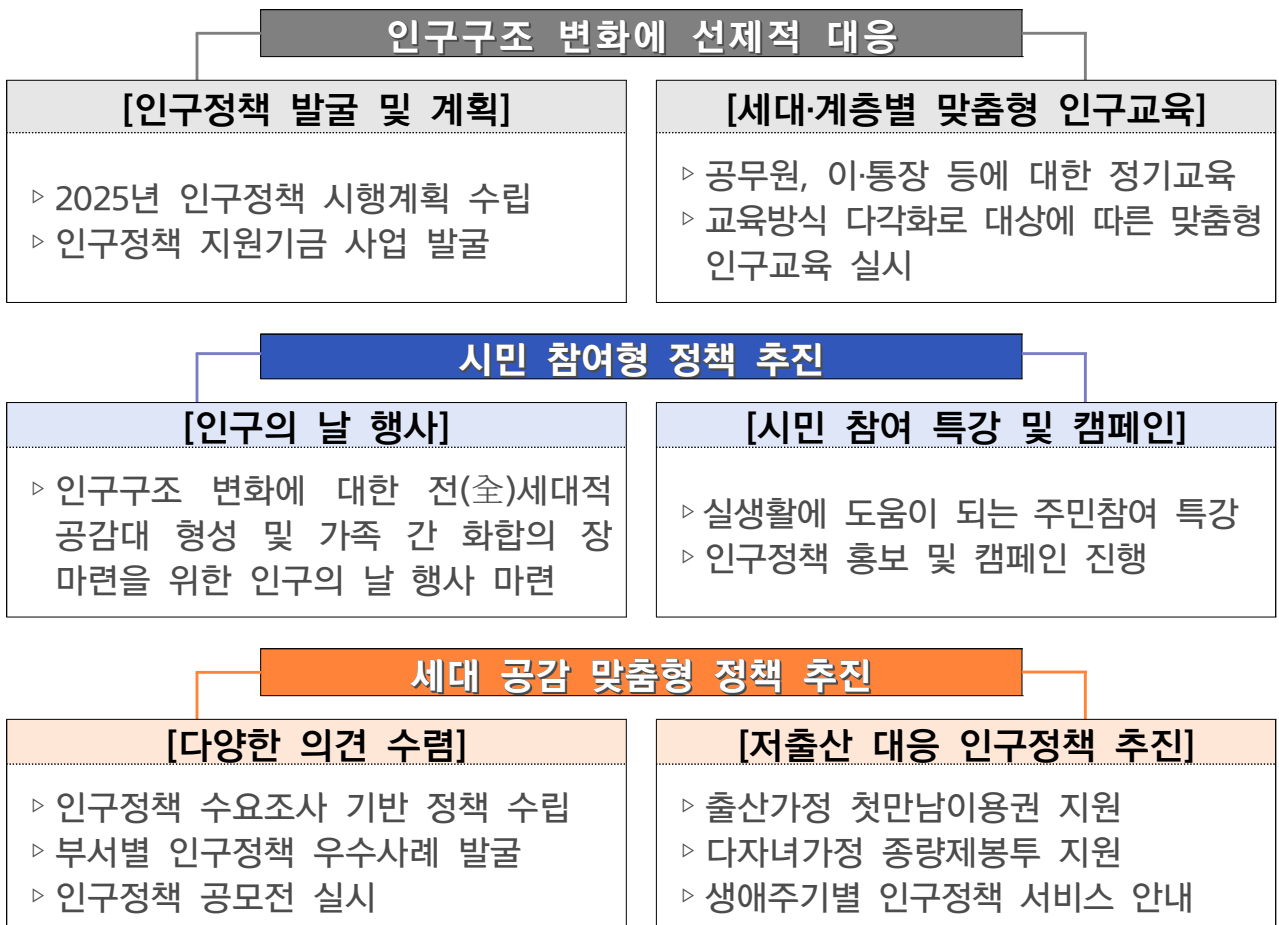 인구구조 변화에 선제적 대응
[인구정책 발굴 및 계획]
▹ 2025년 인구정책 시행계획 수립
▹ 인구정책 지원기금 사업 발굴
[세대·계층별 맞춤형 인구교육]
▹ 공무원, 이·통장 등에 대한 정기교육
▹ 교육방식 다각화로 대상에 따른 맞춤형
인구교육 실시
시민 참여형 정책 추진
[인구의 날 행사]
▹ 인구구조 변화에 대한 전(全)세대적
공감대 형성 및 가족 간 화합의 장
마련을 위한 인구의 날 행사 마련
[시민 참여 특강 및 캠페인]
▹ 실생활에 도움이 되는 주민참여 특강
▹ 인구정책 홍보 및 캠페인 진행
세대 공감 맞춤형 정책 추진
[다양한 의견 수렴]
▹ 인구정책 수요조사 기반 정책 수립
▹ 부서별 인구정책 우수사례 발굴
▹ 인구정책 공모전 실시
[저출산 대응 인구정책 추진]
▹ 출산가정 첫만남이용권 지원
▹ 다자녀가정 종량제봉투 지원
▹ 생애주기별 인구정책 서비스 안내